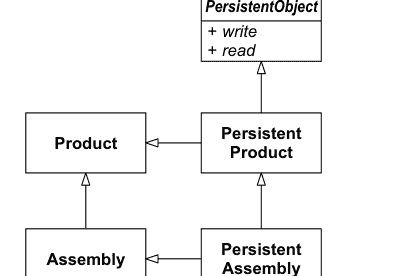 PersistentObject
+ write
+ read
Product
Persistent
Product
Assembly
Persistent
Assembly